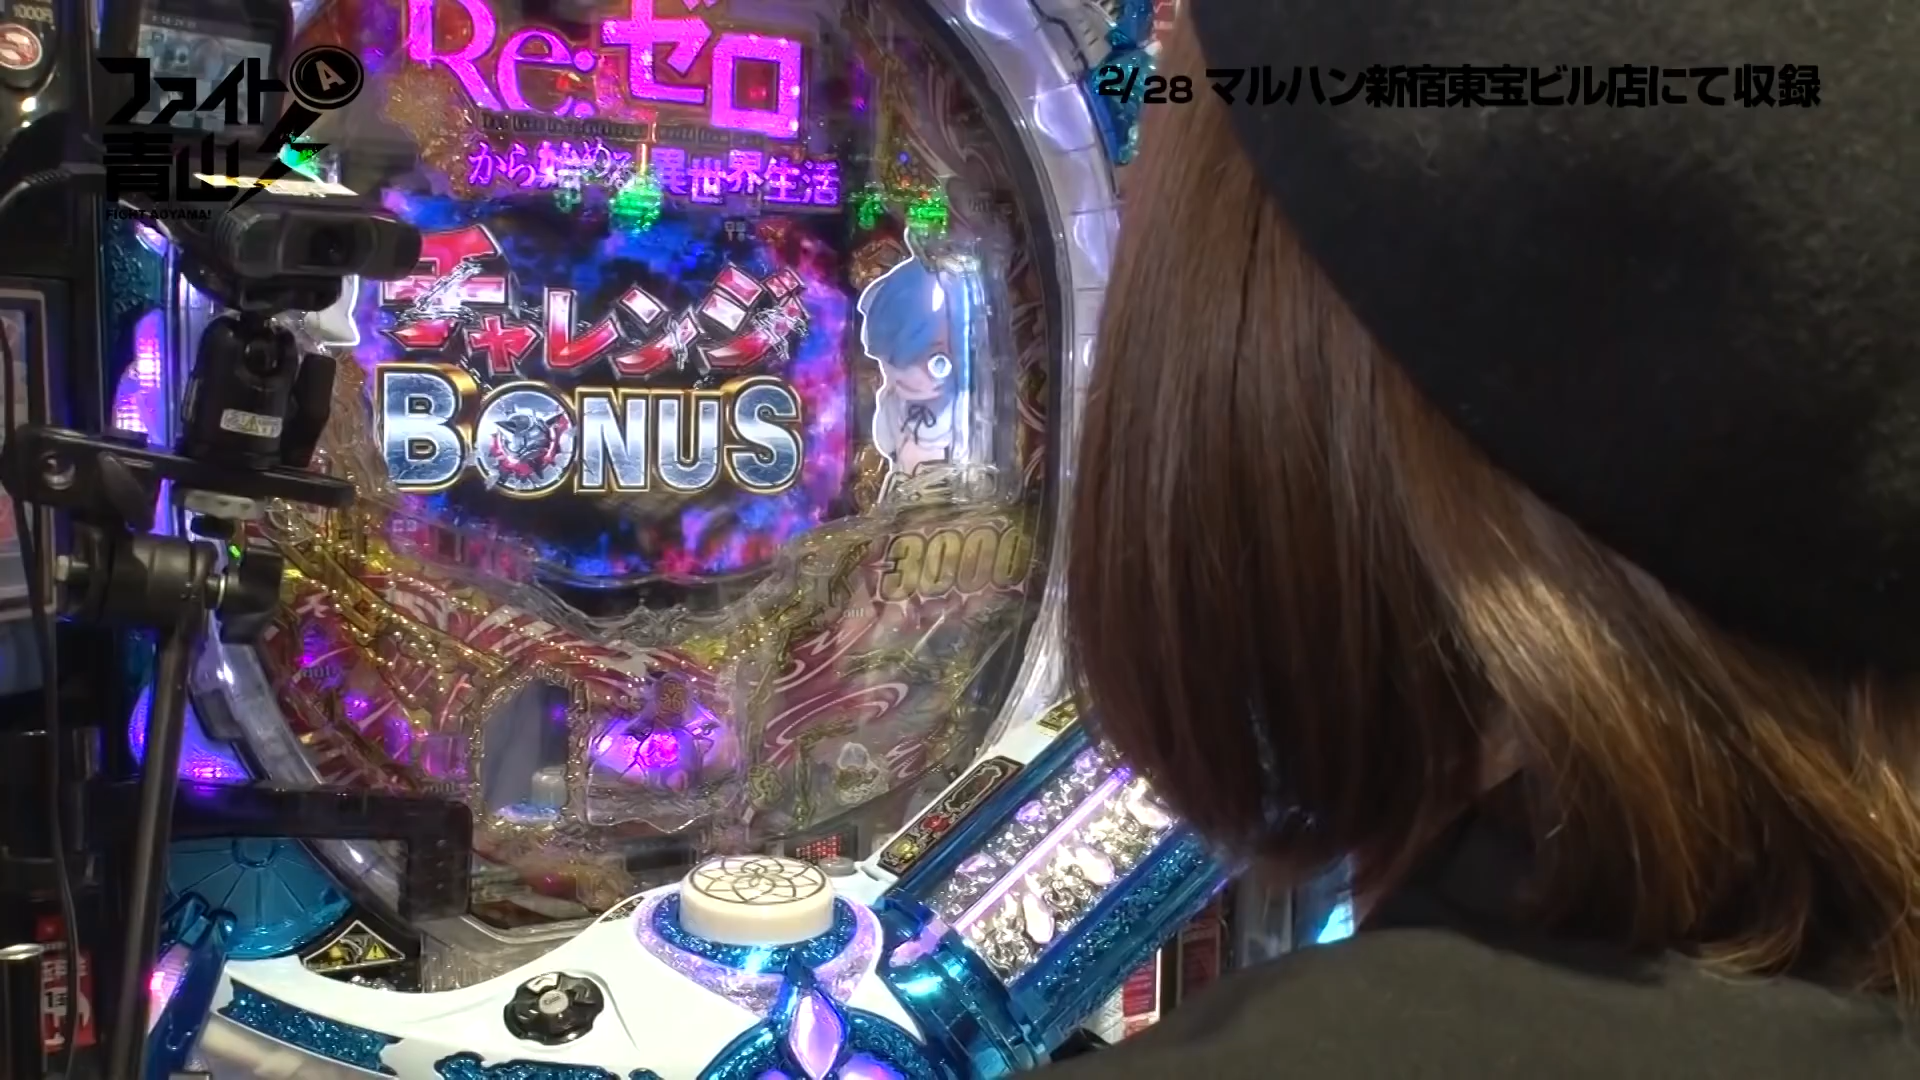 ファイト
A
青山
FIGHT AOYAMA!
2/28 マルハン新宿東宝ビル店にて収録
Re:ゼロ
から始める異世界生活
チャレンジ
BONUS
3000